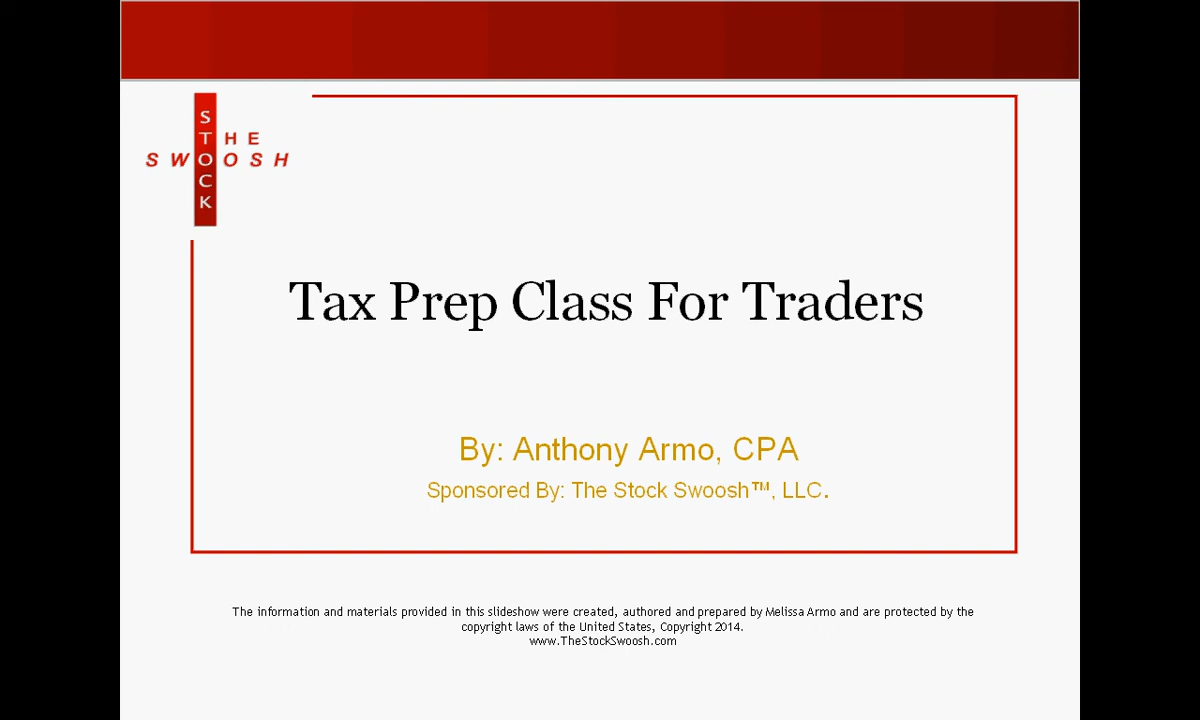 THE
STOCK
SWOOSH
Tax Prep Class For Traders
By: Anthony Armo, CPA
Sponsored By: The Stock Swoosh™, LLC.
The information and materials provided in this slideshow were created, authored and prepared by Melissa Armo and are protected by the
copyright laws of the United States, Copyright 2014.
www.TheStockSwoosh.com